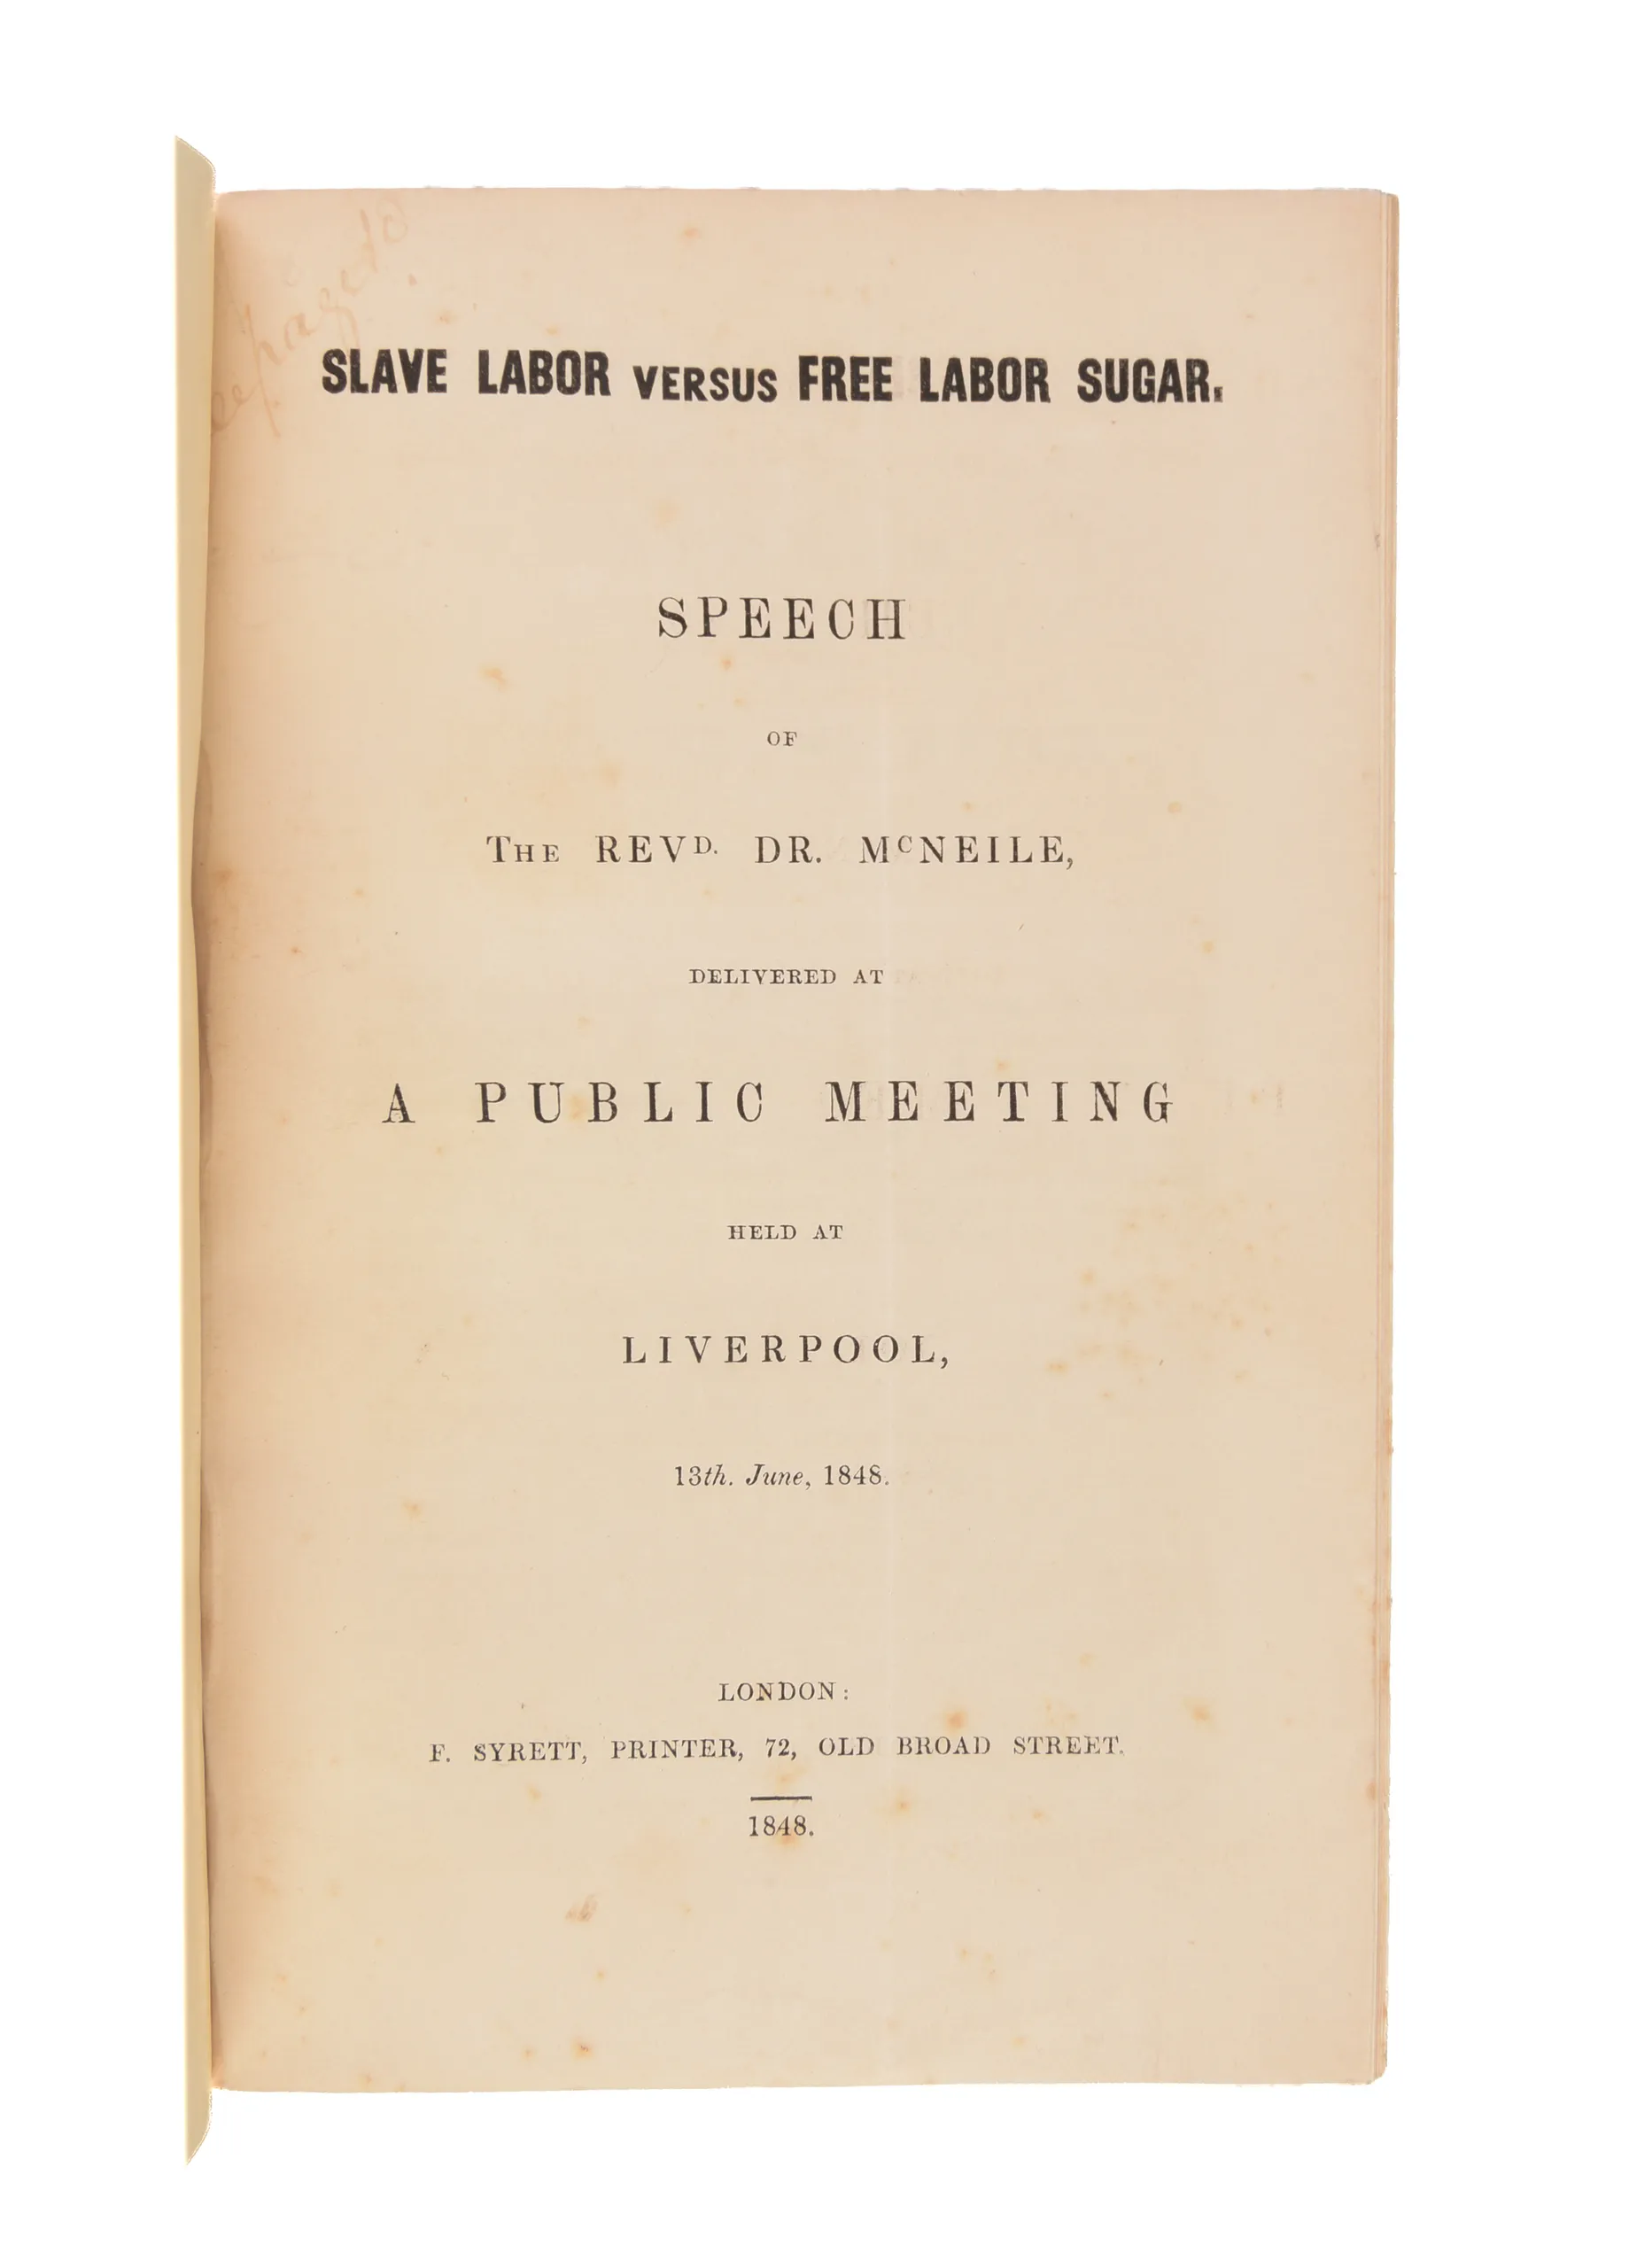 SLAVE LABOR VERSUS FREE LABOR SUGAR.
SPEECH
OF
THE REVD. DR. MCNEILE,
DELIVERED AT
A PUBLIC MEETING
HELD AT
LIVERPOOL,
13th. June, 1848.
LONDON:
F. SYRETT, PRINTER, 72, OLD BROAD STREET.
1848.